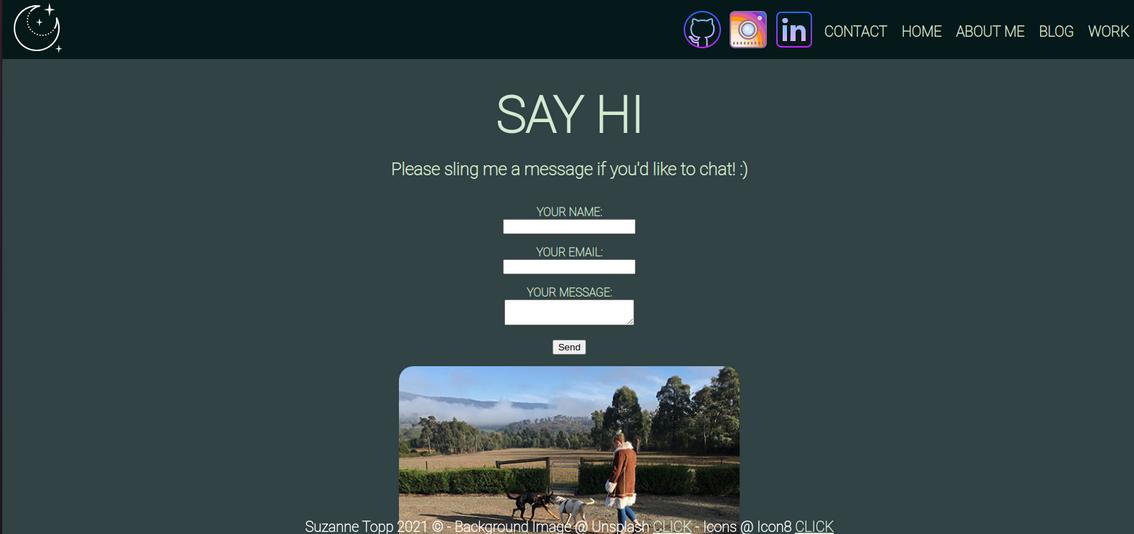 CONTACT HOME ABOUT ME BLOG WORK
SAY HI
Please sling me a message if you'd like to chat! :)
YOUR NAME:
YOUR EMAIL:
YOUR MESSAGE:
Send
Suzanne Topp 2021 © - Background Image @ Unsplash CLICK - Icons @ Icon8 CLICK